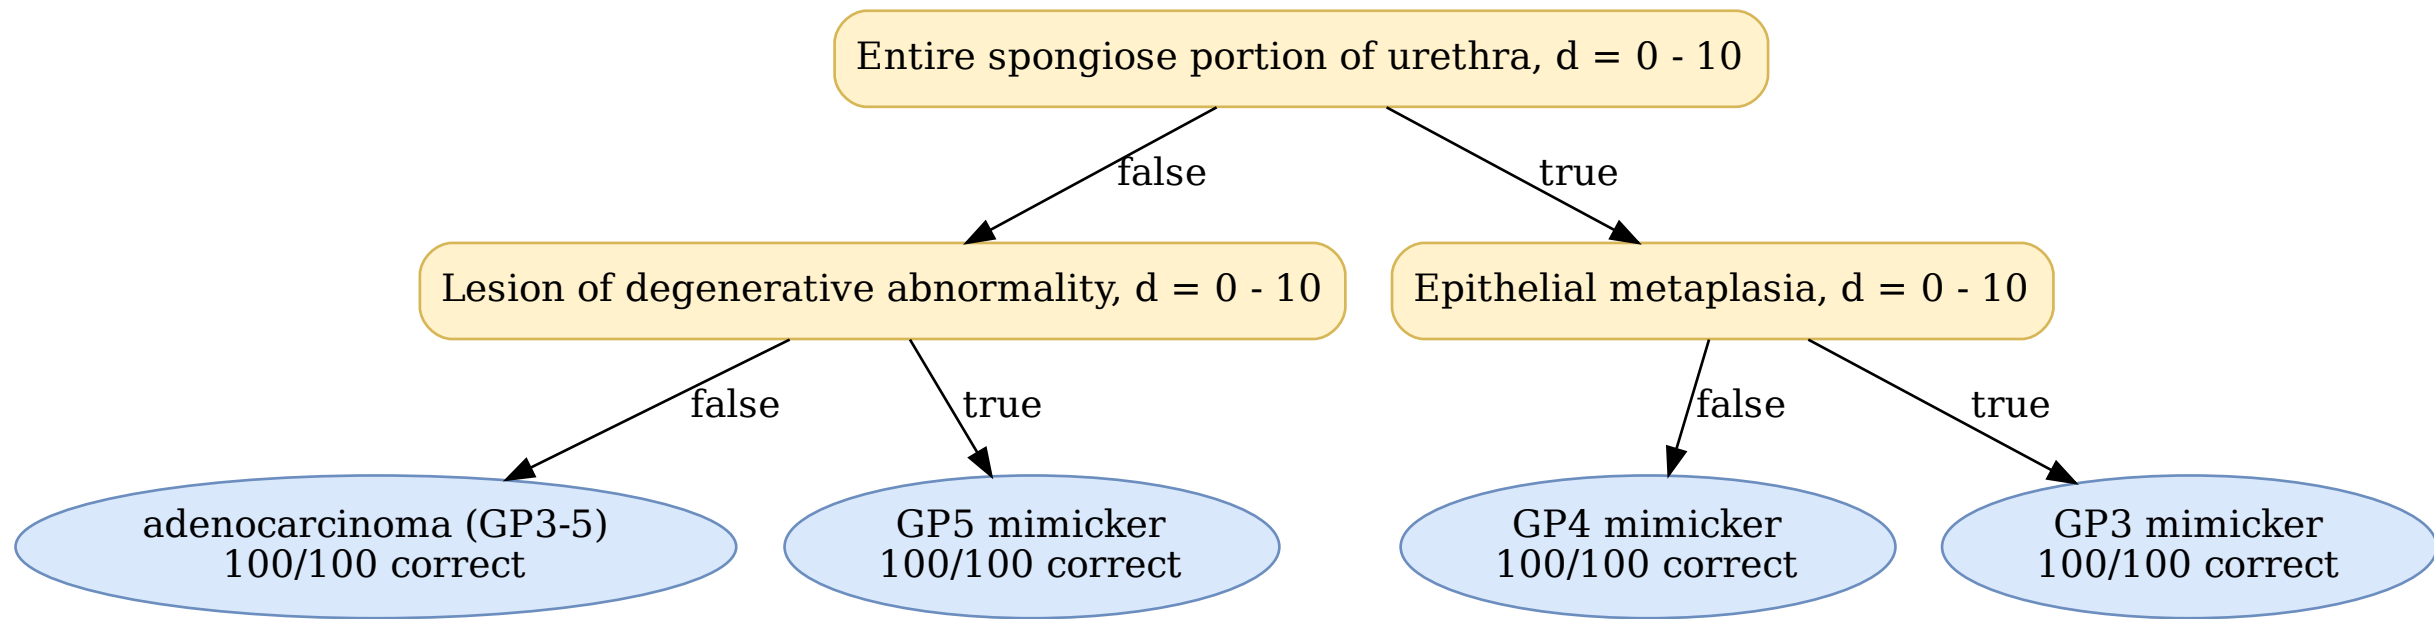 Entire spongiose portion of urethra, d = 0 - 10
false
true
Lesion of degenerative abnormality, d = 0 - 10
Epithelial metaplasia, d = 0 - 10
false
true
false
true
adenocarcinoma (GP3-5)
100/100 correct
GP5 mimicker
100/100 correct
GP4 mimicker
100/100 correct
GP3 mimicker
100/100 correct